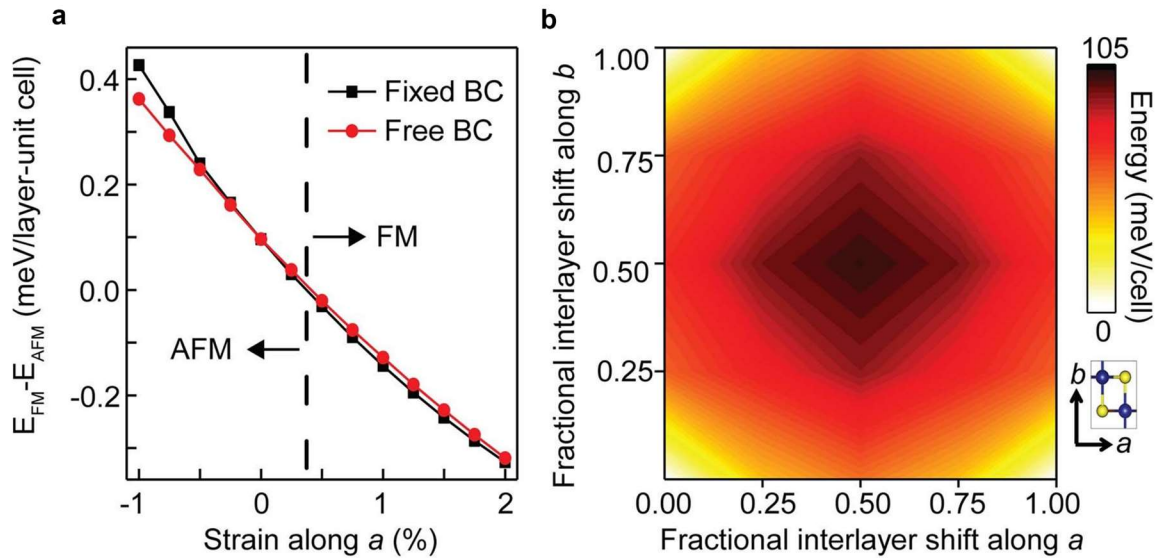 a
E_FM-E_AFM (meV/layer-unit cell)
0.4
0.2
0.0
-0.2
Fixed BC
Free BC
FM
AFM
-1
0
1
2
Strain along a (%)
b
Fractional interlayer shift along b
1.00
0.75
0.50
0.25
0.00
0.25
0.50
0.75
1.00
Fractional interlayer shift along a
105
0
Energy (meV/cell)
b
a